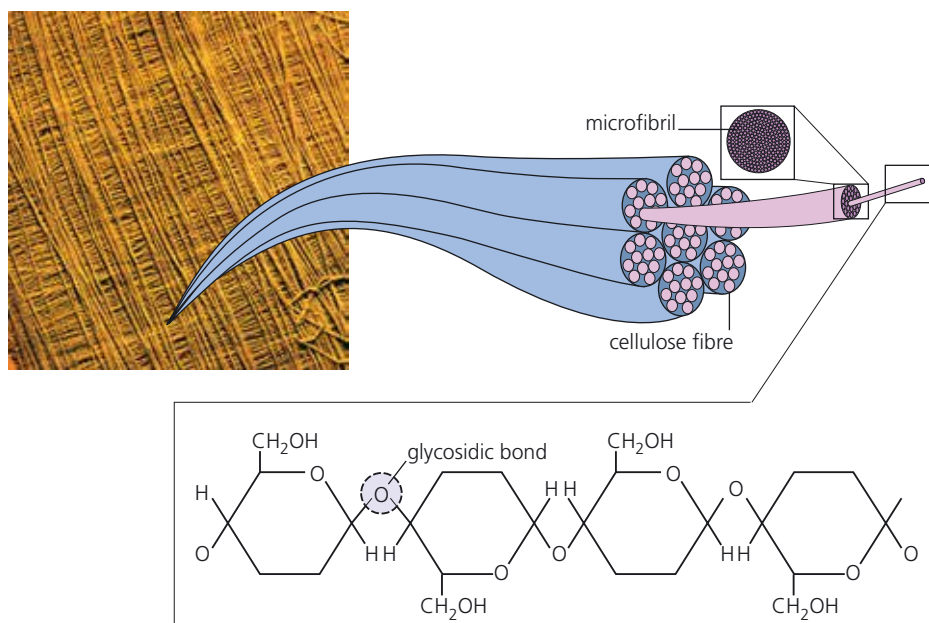 microfibril
cellulose fibre
CH₂OH
glycosidic bond
CH₂OH
O
O
H
H H
O
O
H H
O
H H
O
O
O
O
CH₂OH
CH₂OH